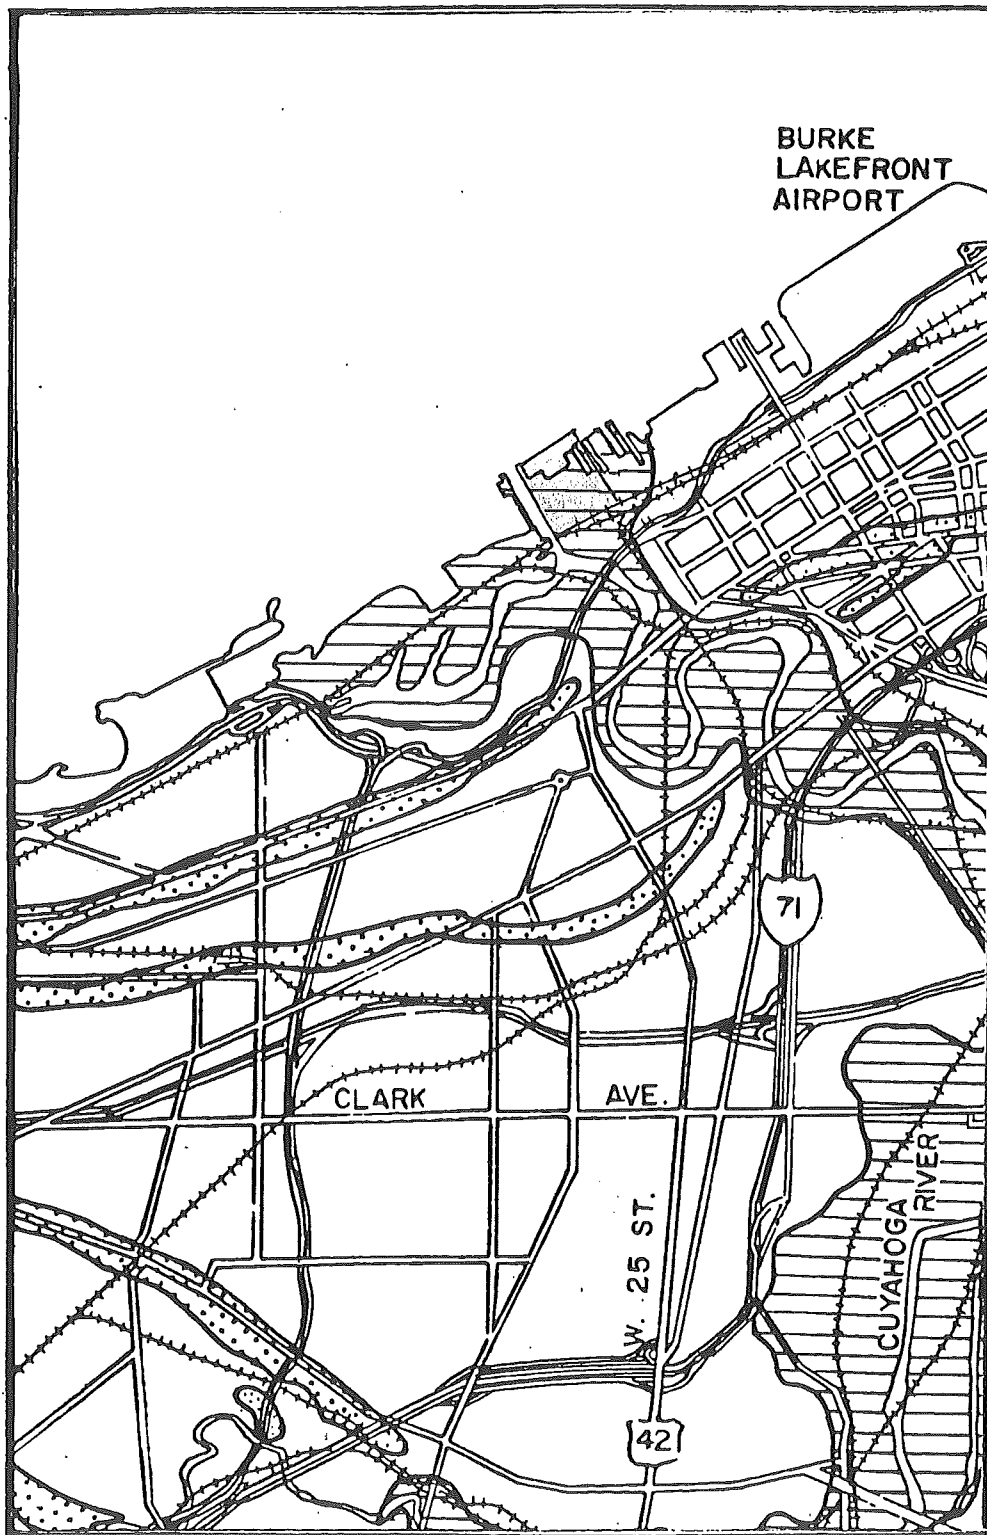 BURKE
LAKEFRONT
AIRPORT
71
CLARK AVE.
W. 25 ST.
CUYAHOGA
RIVER
42